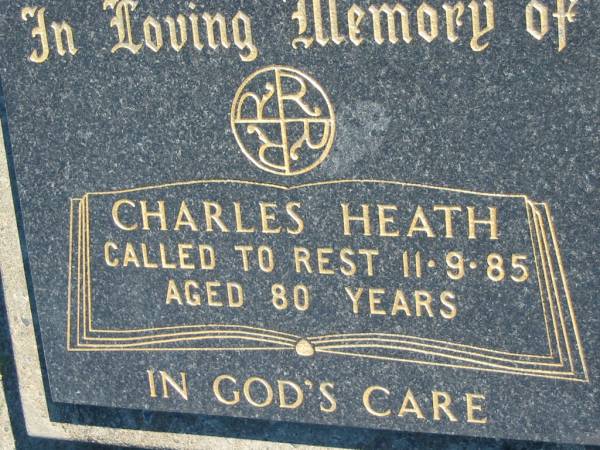 In Loving Memory of
R R R R
CHARLES HEATH
CALLED TO REST 11·9·85
AGED 80 YEARS
IN GOD'S CARE